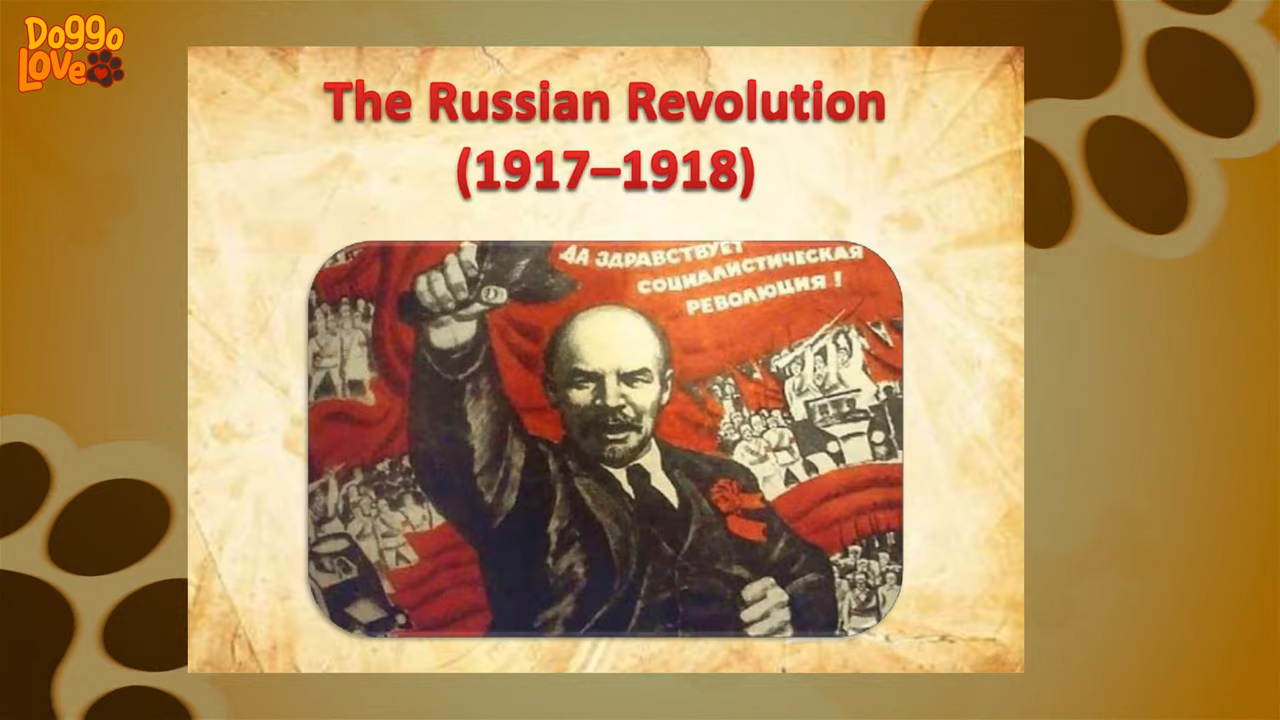 Doggo
Love
The Russian Revolution
(1917–1918)
ДА ЗДРАВСТВУЕТ
СОЦИАЛИСТИЧЕСКАЯ
РЕВОЛЮЦИЯ !